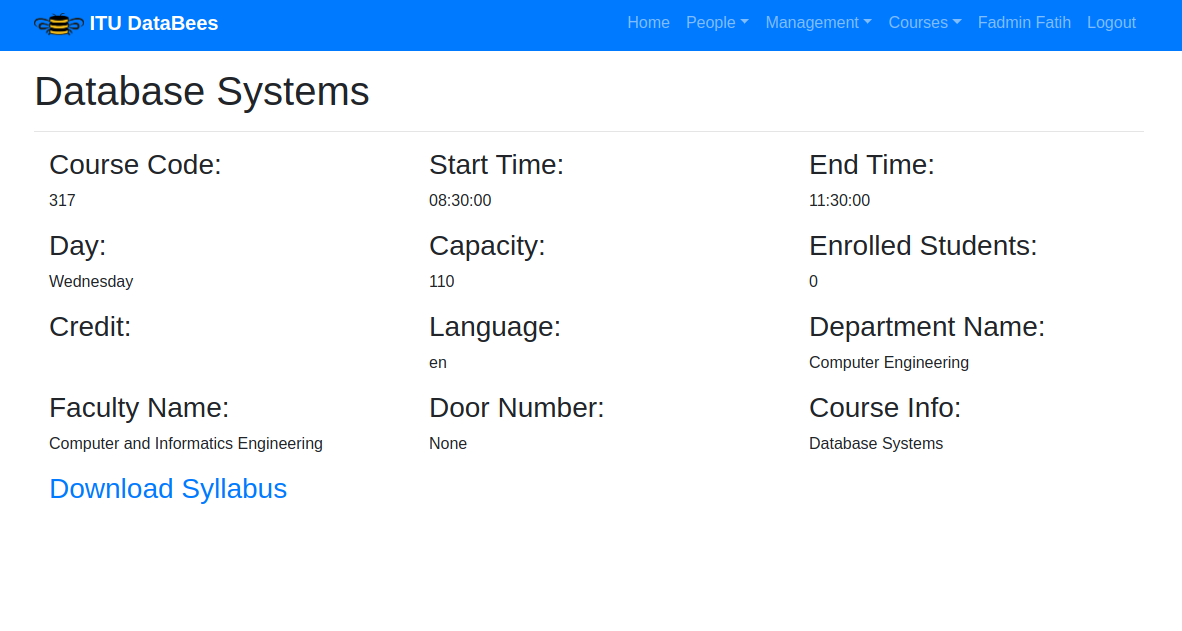 ITU DataBees Home People Management Courses Fadmin Fatih Logout
Database Systems
Course Code: Start Time: End Time:
317 08:30:00 11:30:00
Day: Capacity: Enrolled Students:
Wednesday 110 0
Credit: Language: Department Name:
en Computer Engineering
Faculty Name: Door Number: Course Info:
Computer and Informatics Engineering None Database Systems
Download Syllabus